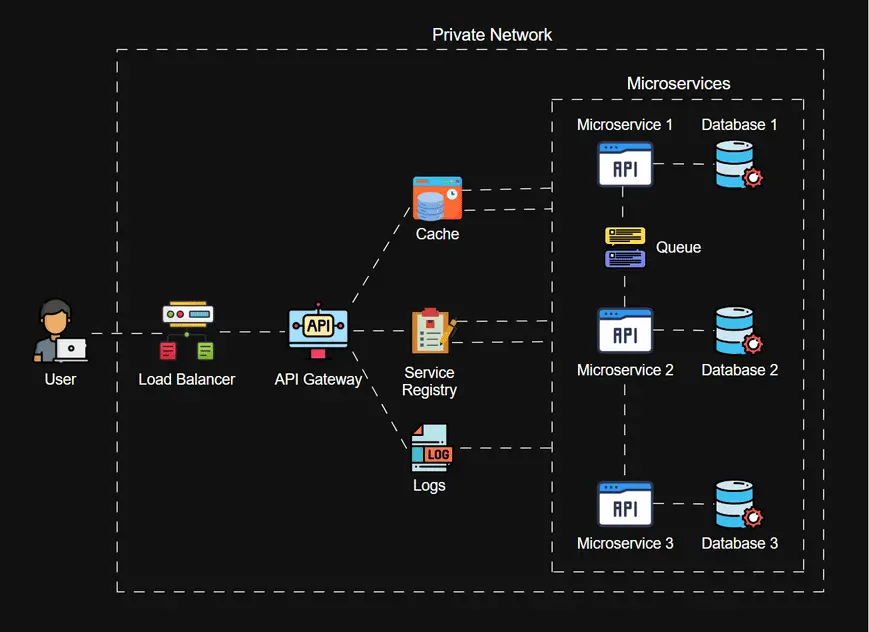 Private Network
Microservices
Microservice 1
Database 1
API
Cache
Queue
User
Load Balancer
API
API Gateway
Service
Registry
API
Microservice 2
Database 2
LOG
Logs
API
Microservice 3
Database 3